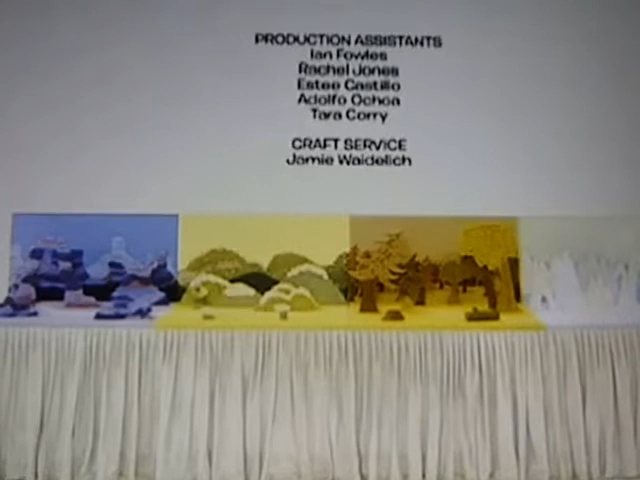 PRODUCTION ASSISTANTS
Ian Fowles
Rachel Jones
Estee Castillo
Adolfo Ochoa
Tara Corry
CRAFT SERVICE
Jamie Waidelich